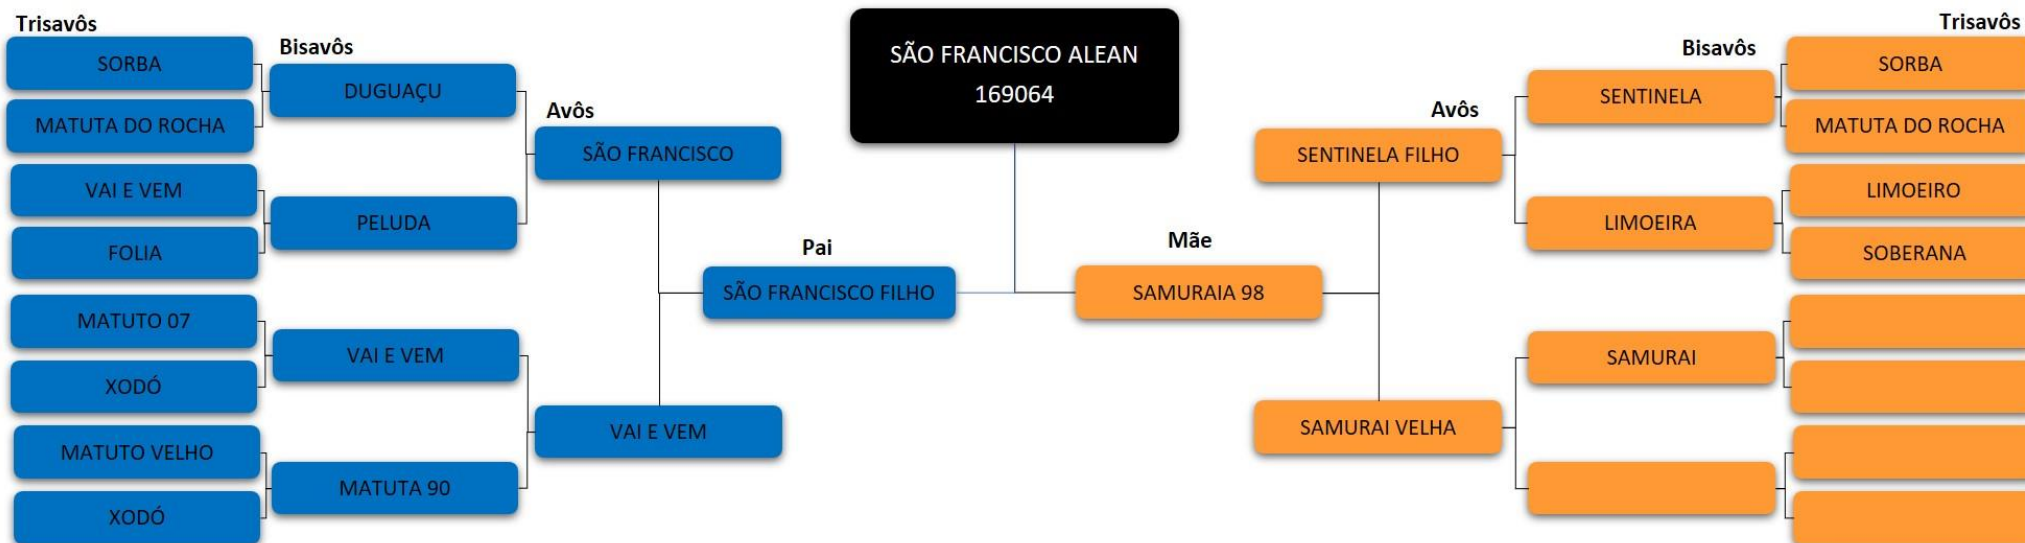 Trisavôs
SORBA
MATUTA DO ROCHA
VAI E VEM
FOLIA
MATUTO 07
XODÓ
MATUTO VELHO
XODÓ
Bisavôs
DUGUAÇU
PELUDA
VAI E VEM
MATUTA 90
Avôs
SÃO FRANCISCO
VAI E VEM
Pai
SÃO FRANCISCO FILHO
SÃO FRANCISCO ALEAN
169064
Mãe
SAMURAIA 98
Avôs
SENTINELA FILHO
SAMURAI VELHA
Bisavôs
SENTINELA
LIMOEIRA
SAMURAI
Trisavôs
SORBA
MATUTA DO ROCHA
LIMOEIRO
SOBERANA